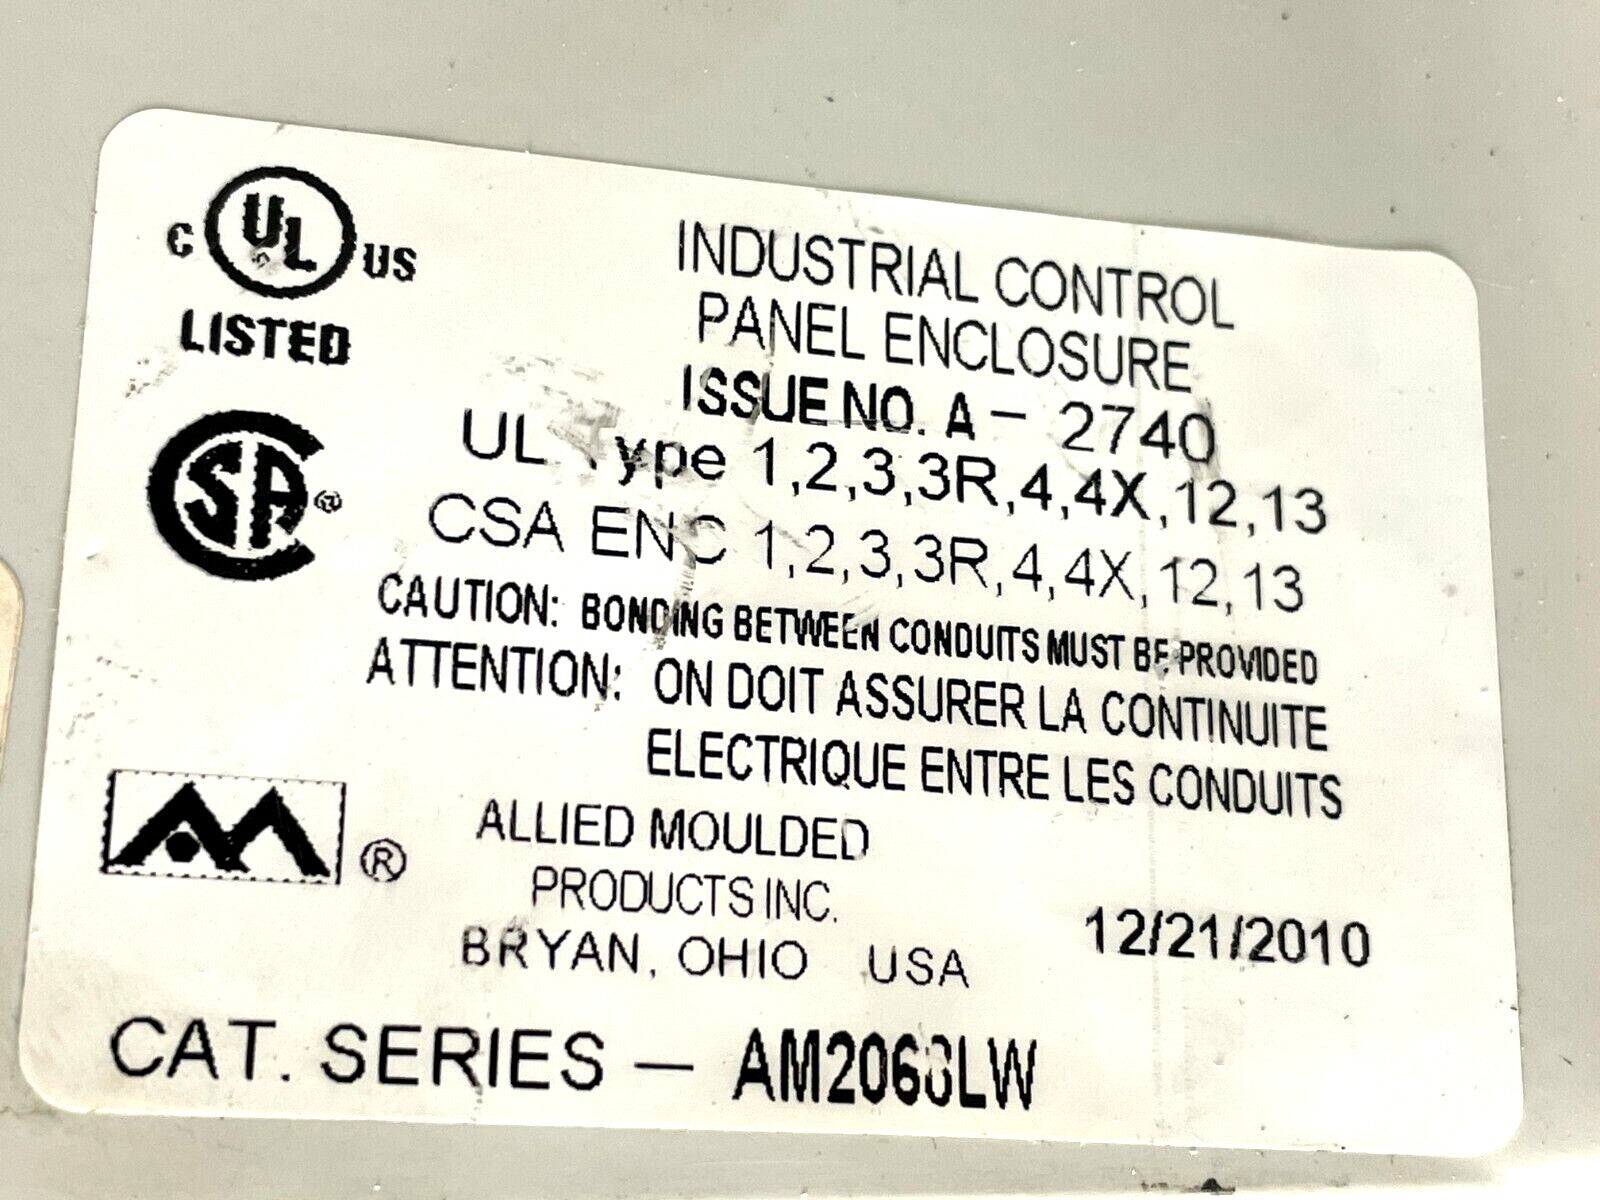 C UL US
LISTED
INDUSTRIAL CONTROL
PANEL ENCLOSURE
ISSUE NO. A – 2740
UL Type 1,2,3,3R,4,4X,12,13
CSA ENC 1,2,3,3R,4,4X,12,13
CSA ®
CAUTION: BONDING BETWEEN CONDUITS MUST BE PROVIDED
ATTENTION: ON DOIT ASSURER LA CONTINUITE
ELECTRIQUE ENTRE LES CONDUITS
AM ®
ALLIED MOULDED
PRODUCTS INC.
BRYAN, OHIO USA
12/21/2010
CAT. SERIES –